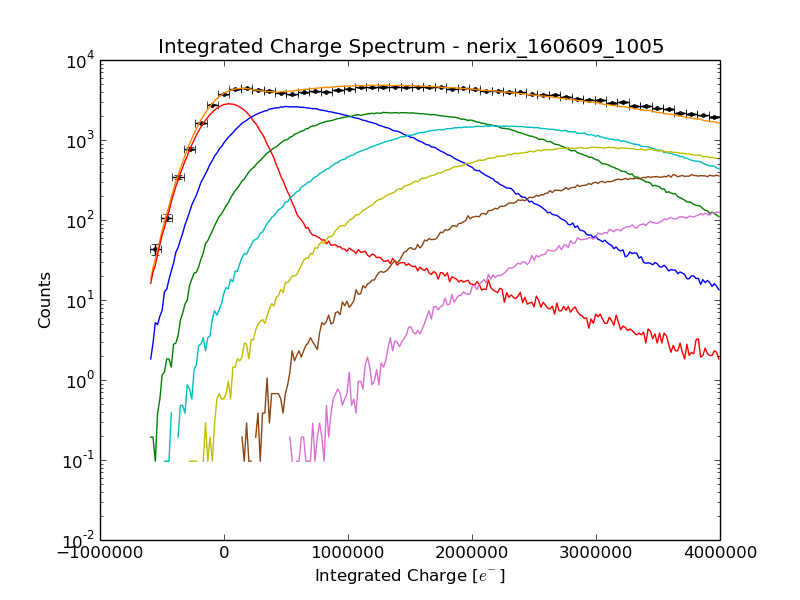 Integrated Charge Spectrum - nerix_160609_1005
10^4
10^3
10^2
10^1
10^0
10^-1
10^-2
Counts
−1000000 0 1000000 2000000 3000000 4000000
Integrated Charge [e^-]